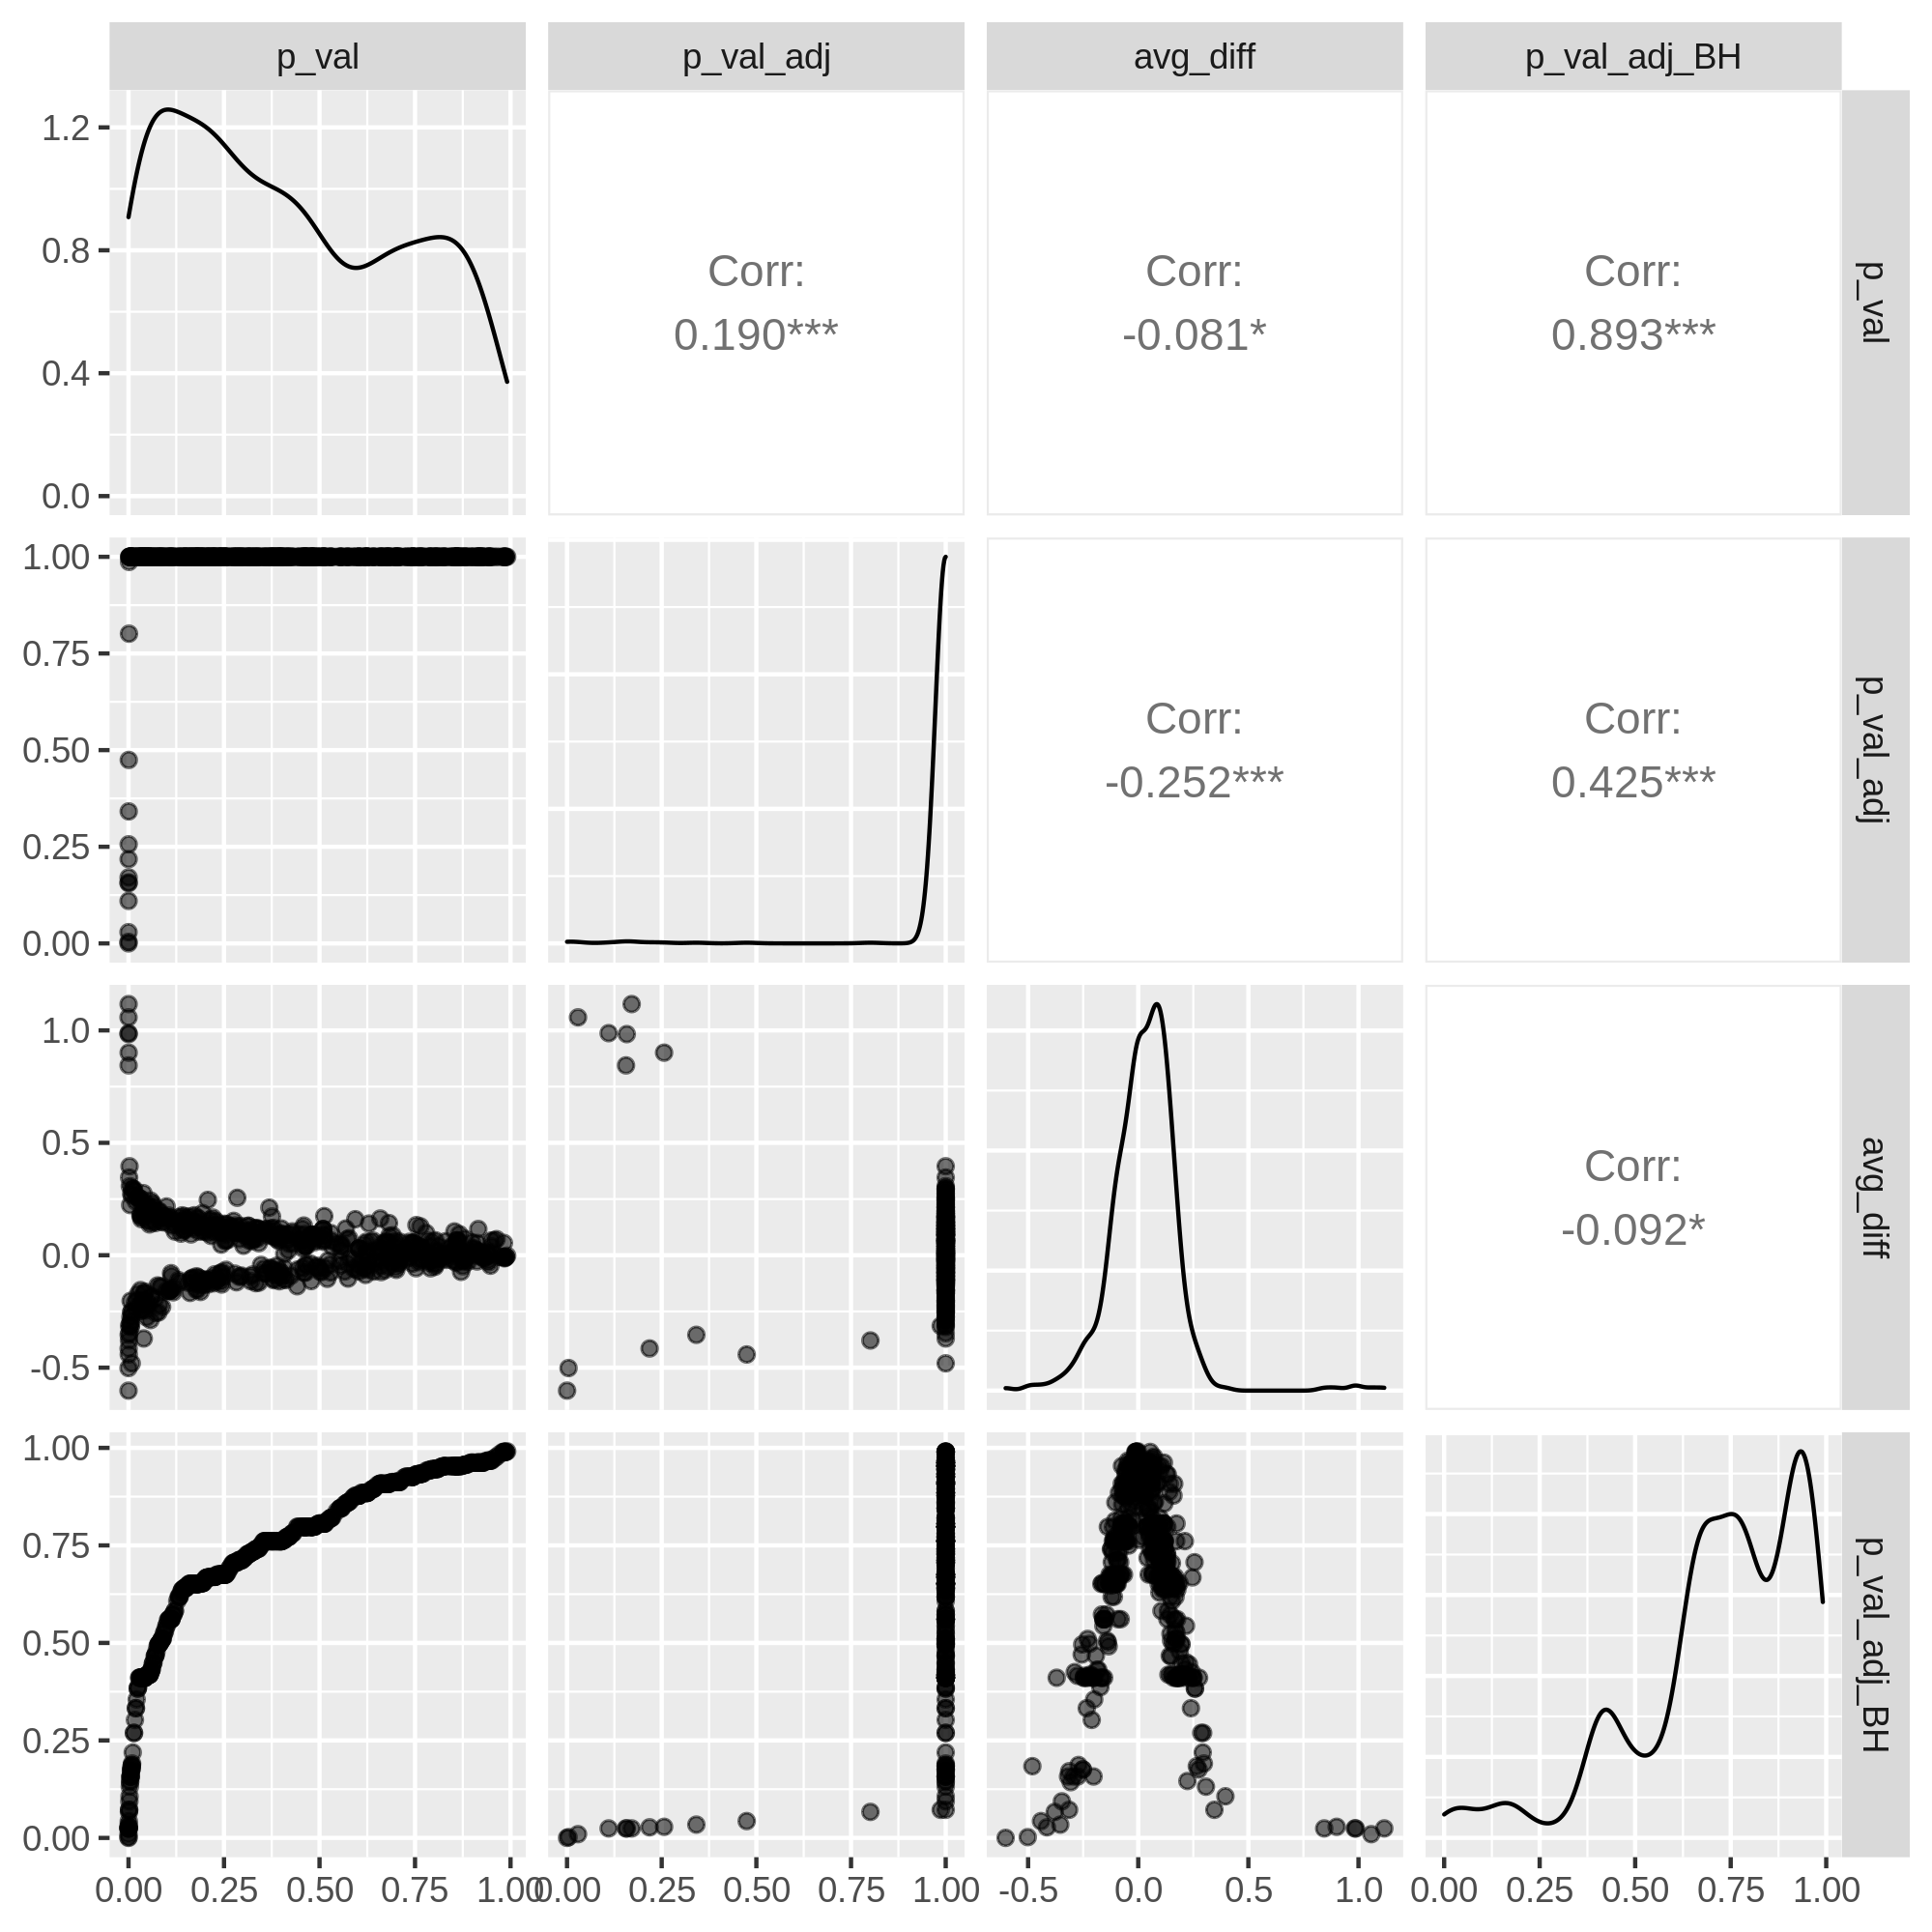 p_val p_val_adj avg_diff p_val_adj_BH
1.2
0.8
0.4
0.0
Corr:
0.190***
Corr:
-0.081*
Corr:
0.893***
p_val
1.00
0.75
0.50
0.25
0.00
Corr:
-0.252***
Corr:
0.425***
p_val_adj
1.0
0.5
0.0
-0.5
Corr:
-0.092*
avg_diff
1.00
0.75
0.50
0.25
0.00
p_val_adj_BH
0.00 0.25 0.50 0.75 1.00
0.00 0.25 0.50 0.75 1.00
-0.5 0.0 0.5 1.0
0.00 0.25 0.50 0.75 1.00